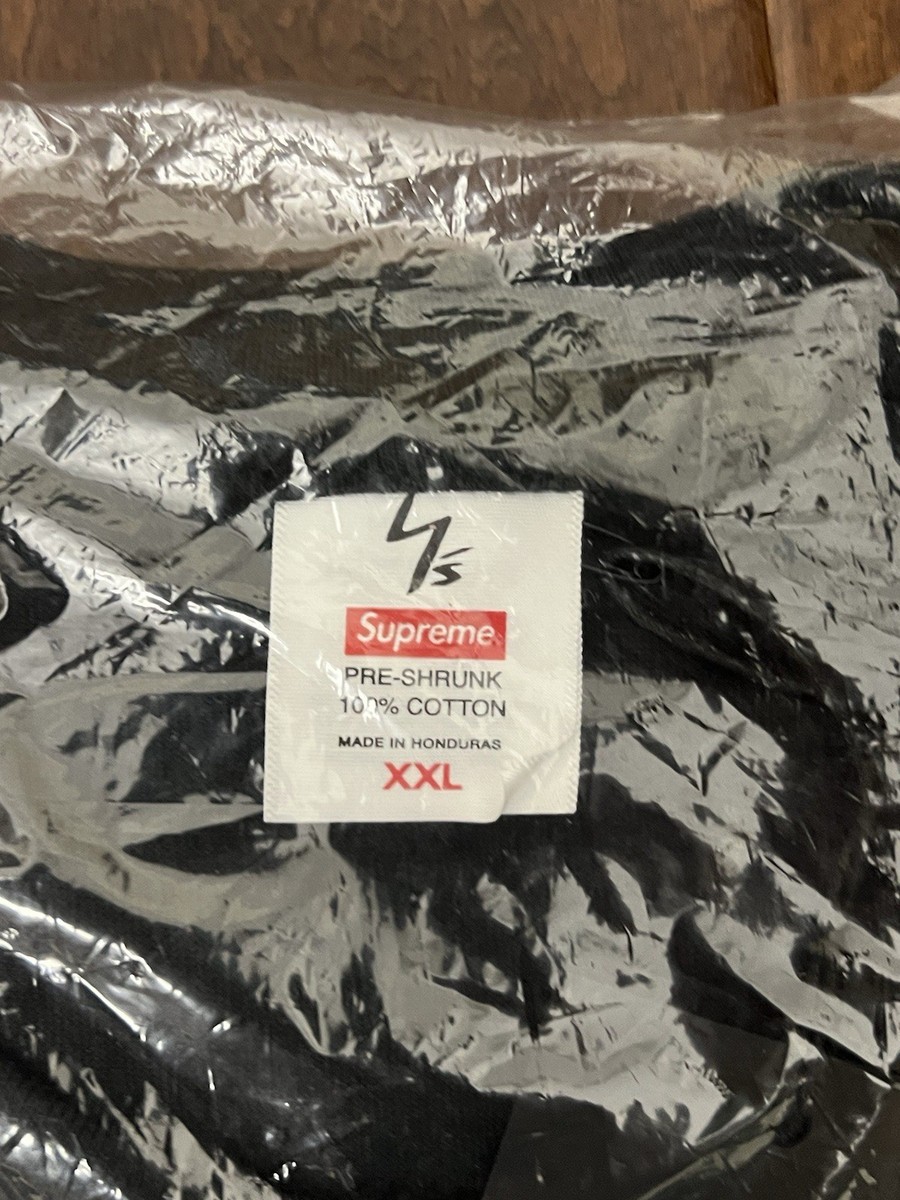 Y's
Supreme
PRE-SHRUNK
100% COTTON
MADE IN HONDURAS
XXL